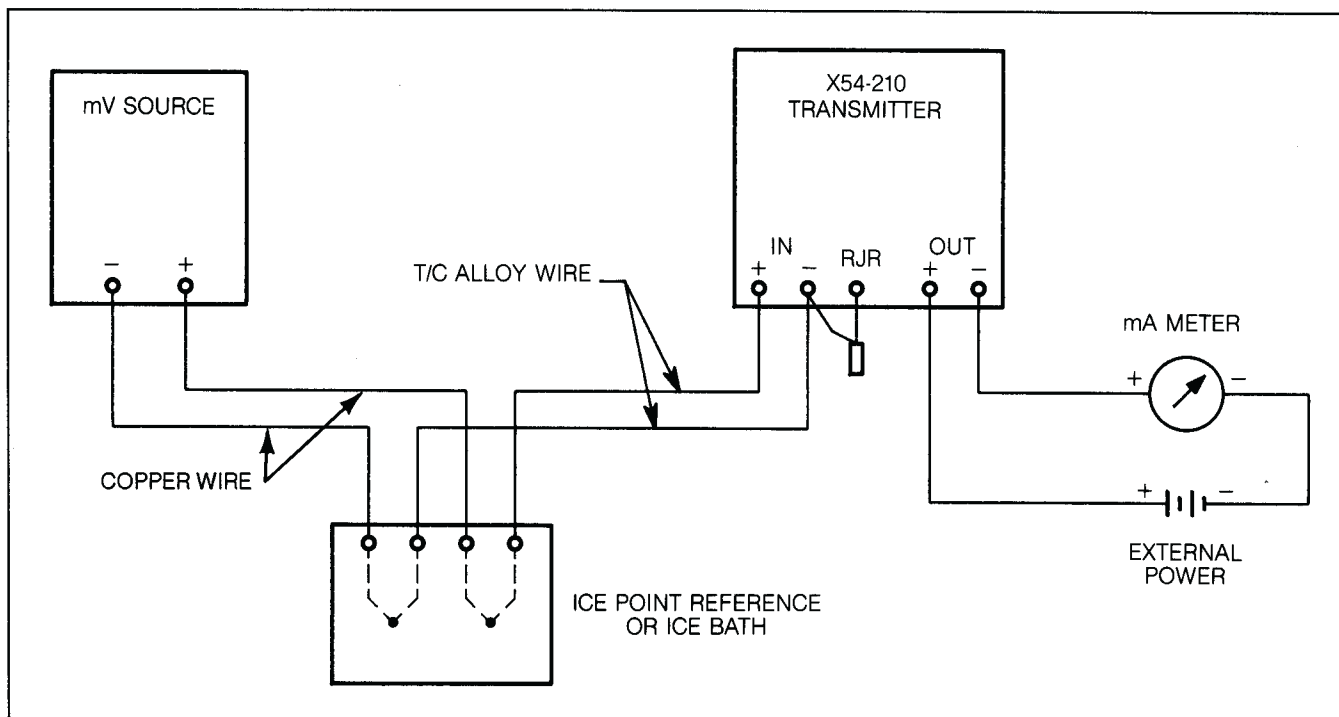 mV SOURCE
- +
X54-210
TRANSMITTER
IN RJR OUT
+ - + -
T/C ALLOY WIRE
mA METER
+ -
COPPER WIRE
+ -
EXTERNAL
POWER
ICE POINT REFERENCE
OR ICE BATH